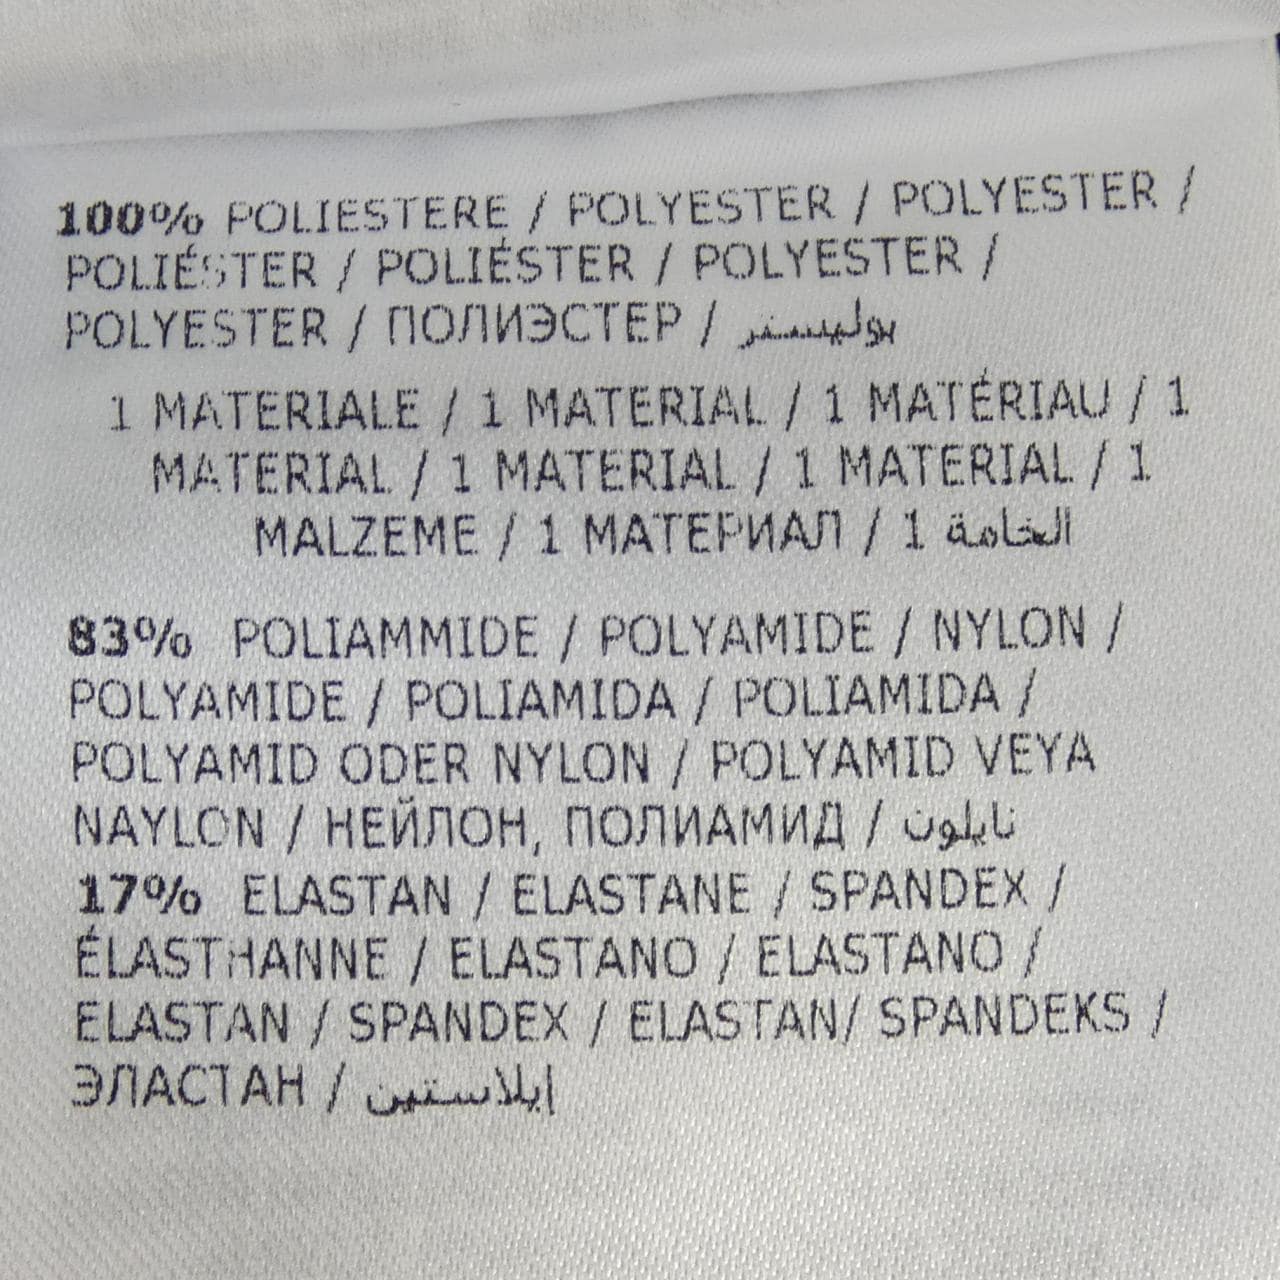 100% POLIESTERE / POLYESTER / POLYESTER /
POLIÉSTER / POLIÉSTER / POLYESTER /
POLYESTER / ПОЛИЭСТЕР / بوليستر
1 MATERIALE / 1 MATERIAL / 1 MATÉRIAU / 1
MATERIAL / 1 MATERIAL / 1 MATERIAL / 1
MALZEME / 1 МАТЕРИАЛ / 1 الخامة
83% POLIAMMIDE / POLYAMIDE / NYLON /
POLYAMIDE / POLIAMIDA / POLIAMIDA /
POLYAMID ODER NYLON / POLYAMID VEYA
NAYLON / НЕЙЛОН, ПОЛИАМИД / نايلون
17% ELASTAN / ELASTANE / SPANDEX /
ÉLASTHANNE / ELASTANO / ELASTANO /
ELASTAN / SPANDEX / ELASTAN/ SPANDEKS /
ЭЛАСТАН / إيلاستين